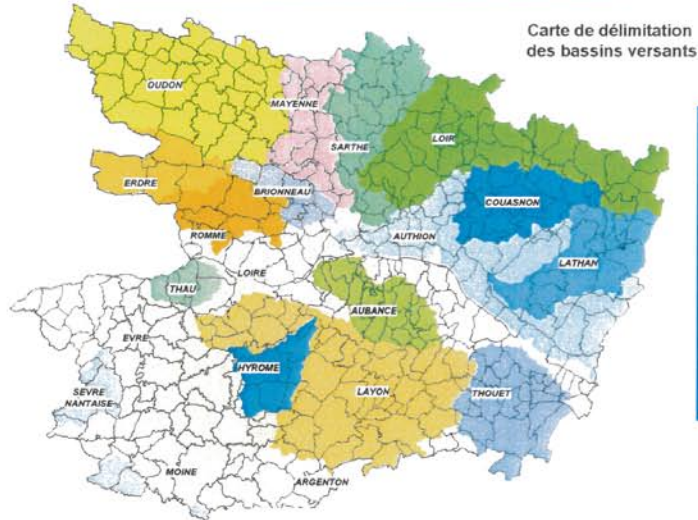 Carte de délimitation
des bassins versants
OUDON
MAYENNE
SARTHE
LOIR
ERDRE
BRIONNEAU
COUASNON
ROMME
AUTHION
LATHAN
LOIRE
THAU
AUBANCE
EVRE
HYROME
LAYON
THOUET
SEVRE
NANTAISE
MOINE
ARGENTON